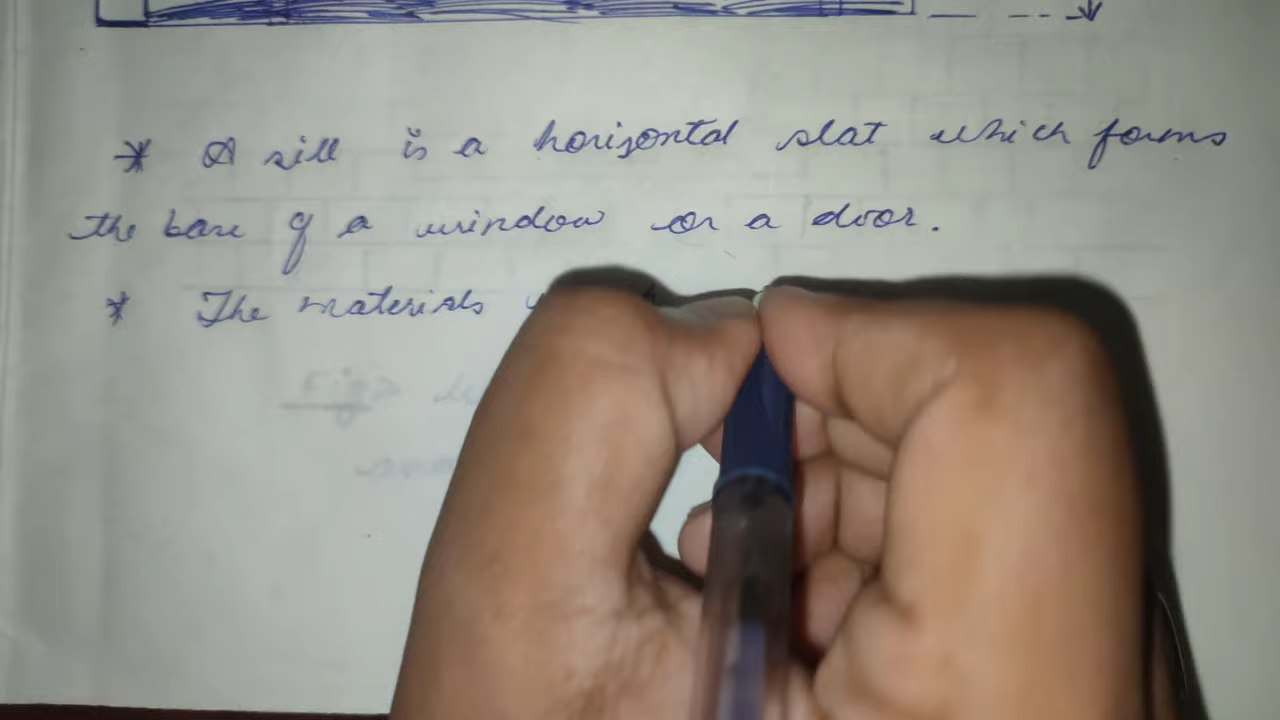 * A sill is a horizontal slat which forms
the base of a window or a door.
* The materials